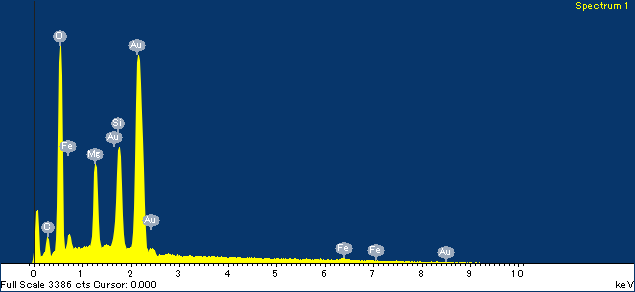 Spectrum 1
O
Au
Si
Au
Fe
Mg
Au
Fe
Fe
Au
0 1 2 3 4 5 6 7 8 9 10
Full Scale 3386 cts Cursor: 0.000 keV